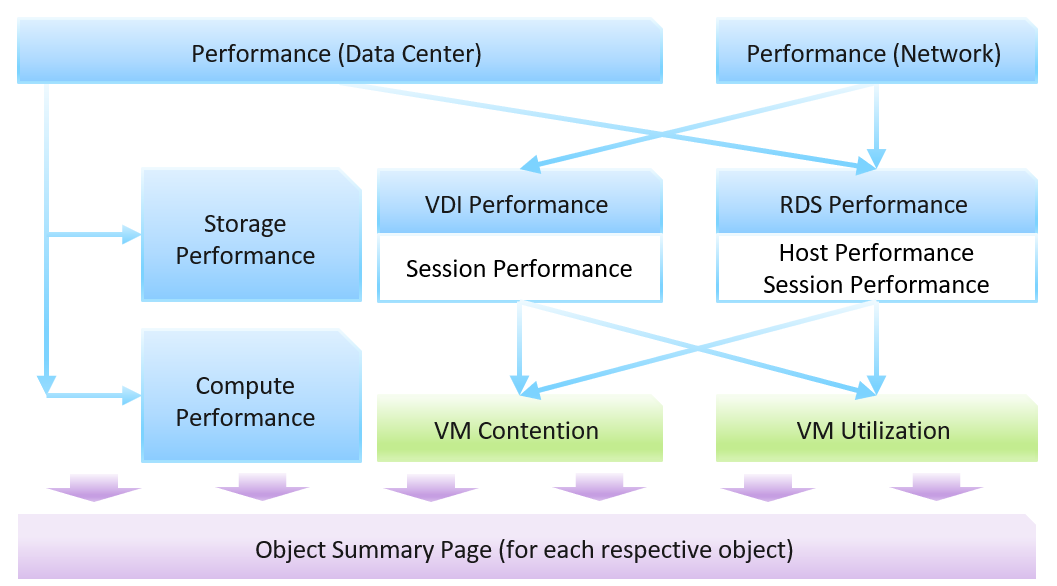 Performance (Data Center)
Performance (Network)
Storage
Performance
VDI Performance
Session Performance
RDS Performance
Host Performance
Session Performance
Compute
Performance
VM Contention
VM Utilization
Object Summary Page (for each respective object)